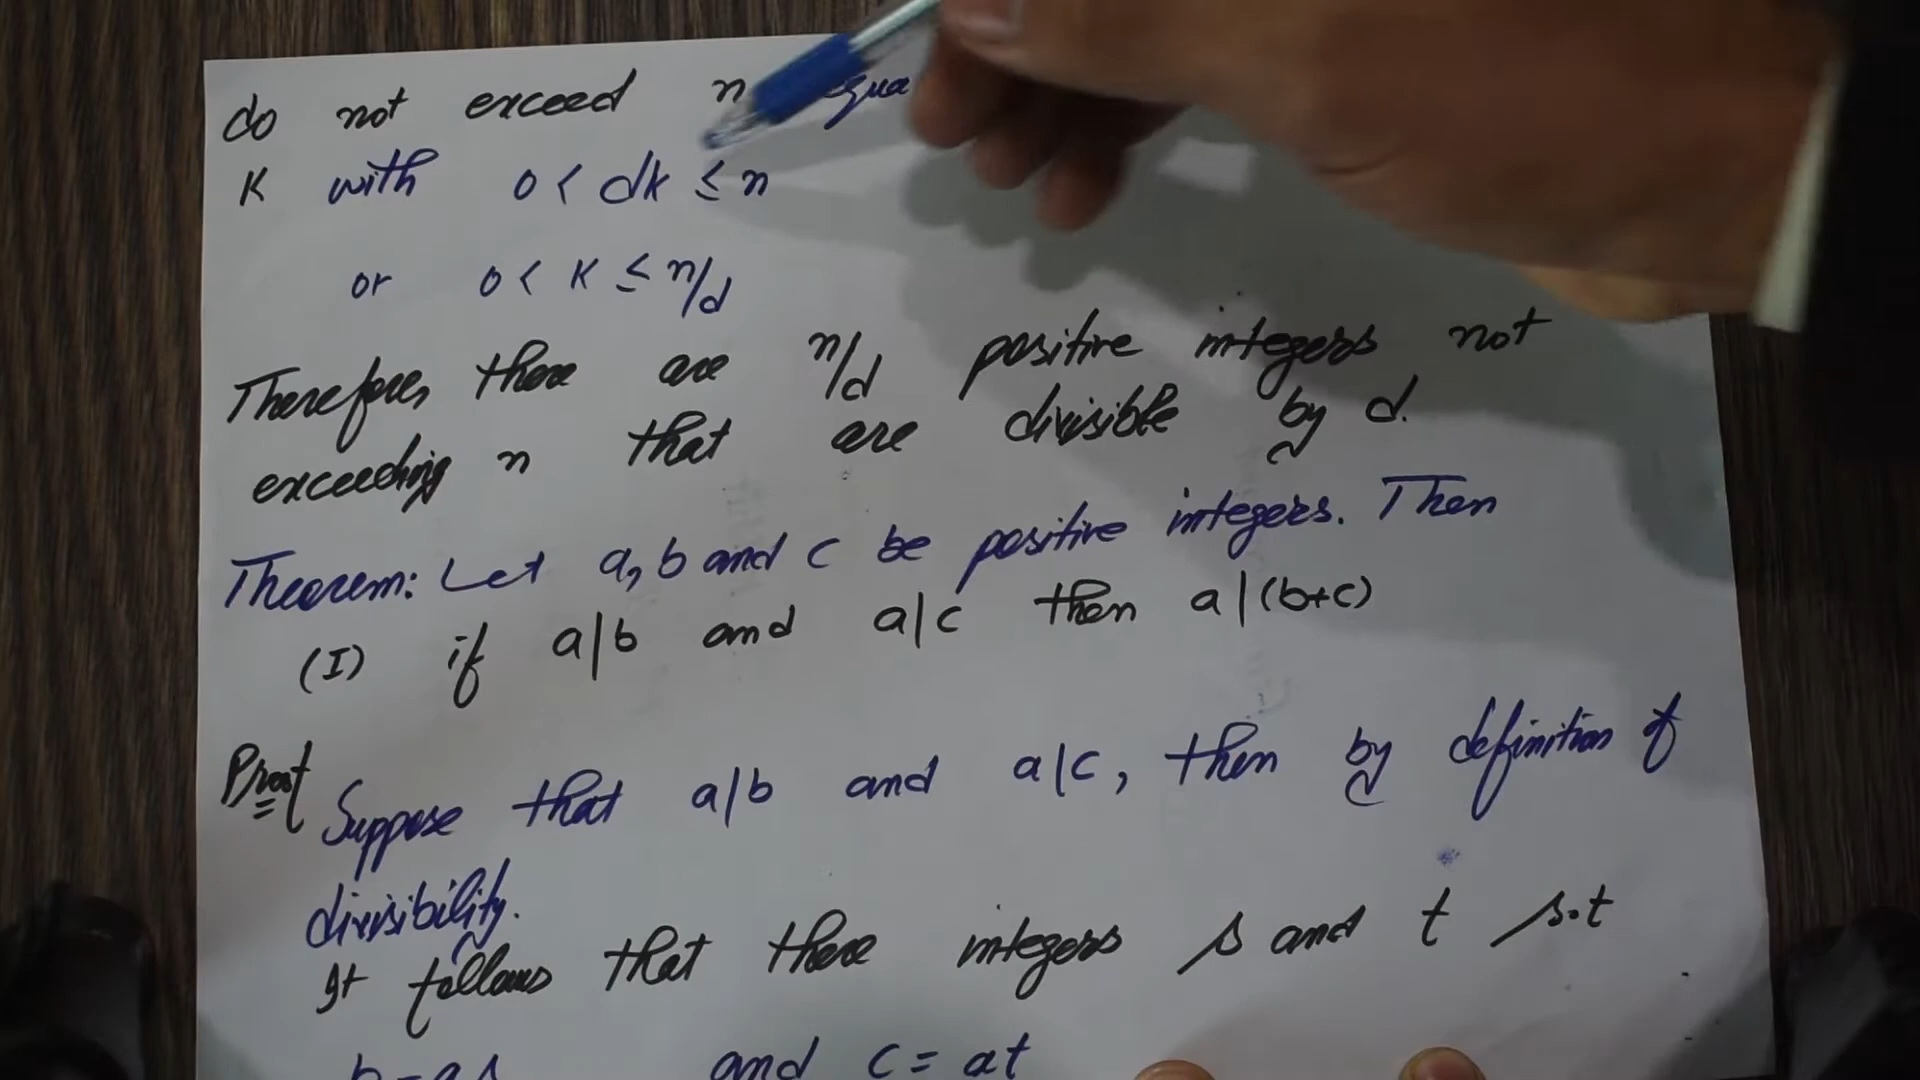 do not exceed n equa
K with 0 < dk ≤ n
or 0 < K ≤ n/d
Therefore, there are n/d positive integers not
exceeding n that are divisible by d.
Theorem: Let a, b and c be positive integers. Then
(I) if a|b and a|c then a|(b+c)
Proof
Suppose that a|b and a|c, then by definition of
divisibility.
It follows that there integers s and t s.t
b = as and c = at